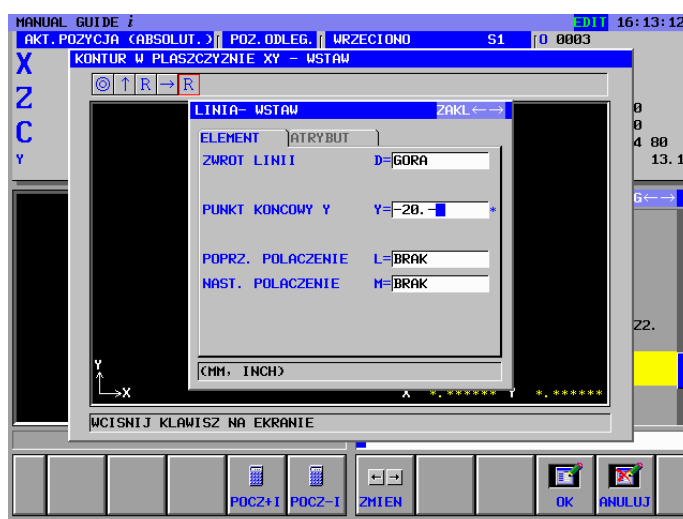 MANUAL GUIDE i EDIT 16:13:12
AKT.POZYCJA (ABSOLUT.) POZ.ODLEG. WRZECIONO S1 O 0003
KONTUR W PLASZCZYZNIE XY - WSTAW
X
Z
C
Y
R R
LINIA- WSTAW ZAKL←→
0
0
4 80
13.1
ELEMENT ATRYBUT
ZWROT LINII D=GORA
G←→
PUNKT KONCOWY Y Y=-20.- *
POPRZ. POLACZENIE L=BRAK
NAST. POLACZENIE M=BRAK
Z2.
(MM, INCH)
Y
X
X *.****** Y *.******
WCISNIJ KLAWISZ NA EKRANIE
POCZ+I POCZ-I ZMIEN OK ANULUJ